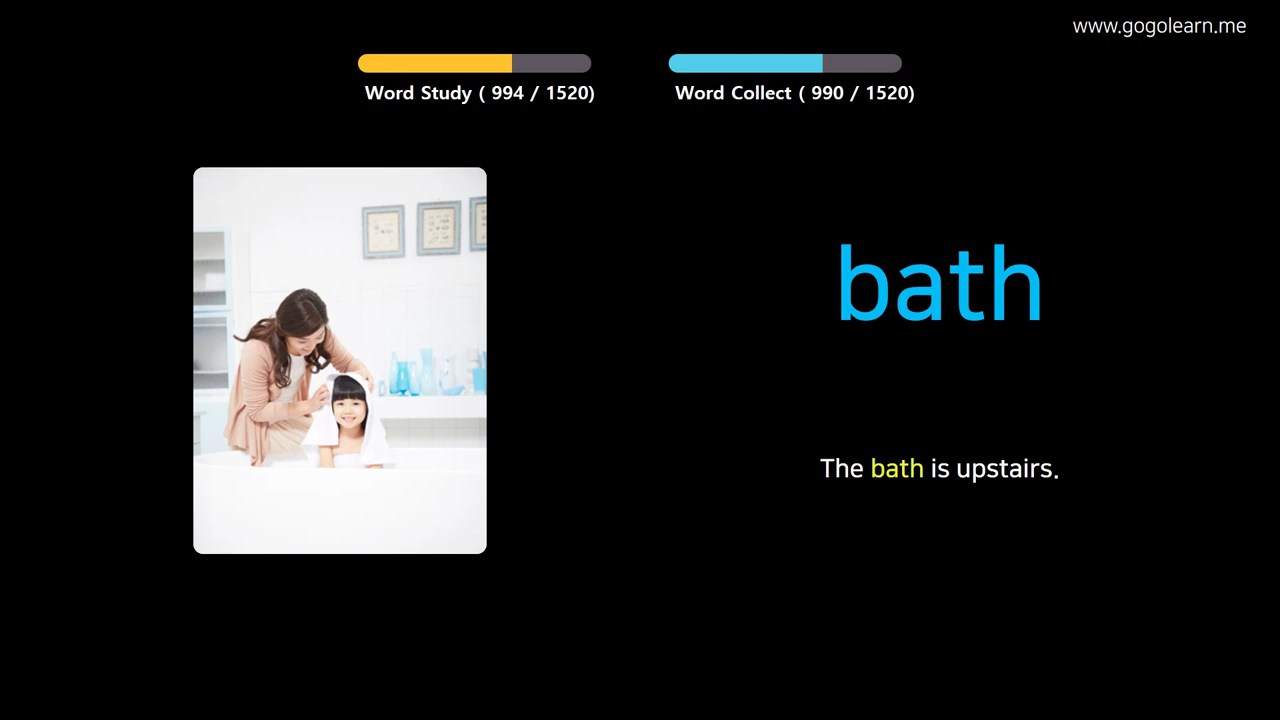 www.gogolearn.me
Word Study ( 994 / 1520)
Word Collect ( 990 / 1520)
bath
The bath is upstairs.